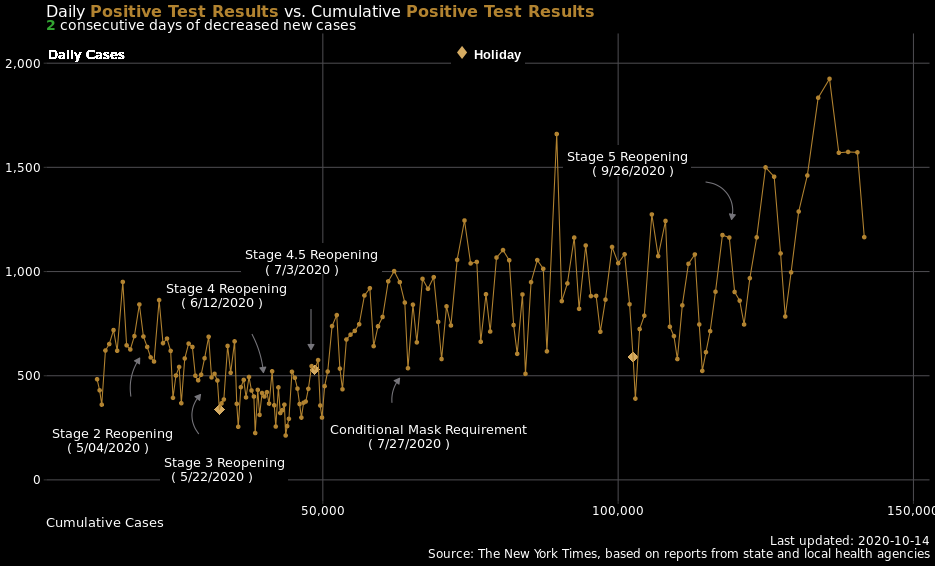 Daily Positive Test Results vs. Cumulative Positive Test Results
2 consecutive days of decreased new cases
Daily Cases
Holiday
2,000
1,500
1,000
500
0
Stage 5 Reopening
( 9/26/2020 )
Stage 4.5 Reopening
( 7/3/2020 )
Stage 4 Reopening
( 6/12/2020 )
Stage 2 Reopening
( 5/04/2020 )
Conditional Mask Requirement
( 7/27/2020 )
Stage 3 Reopening
( 5/22/2020 )
50,000
100,000
150,000
Cumulative Cases
Last updated: 2020-10-14
Source: The New York Times, based on reports from state and local health agencies